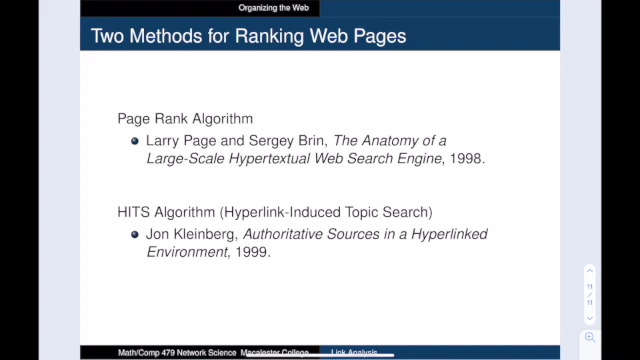 Organizing the Web
Two Methods for Ranking Web Pages
Page Rank Algorithm
Larry Page and Sergey Brin, The Anatomy of a
Large-Scale Hypertextual Web Search Engine, 1998.
HITS Algorithm (Hyperlink-Induced Topic Search)
Jon Kleinberg, Authoritative Sources in a Hyperlinked
Environment, 1999.
11
/
11
Math/Comp 479 Network Science Macalester College Link Analysis